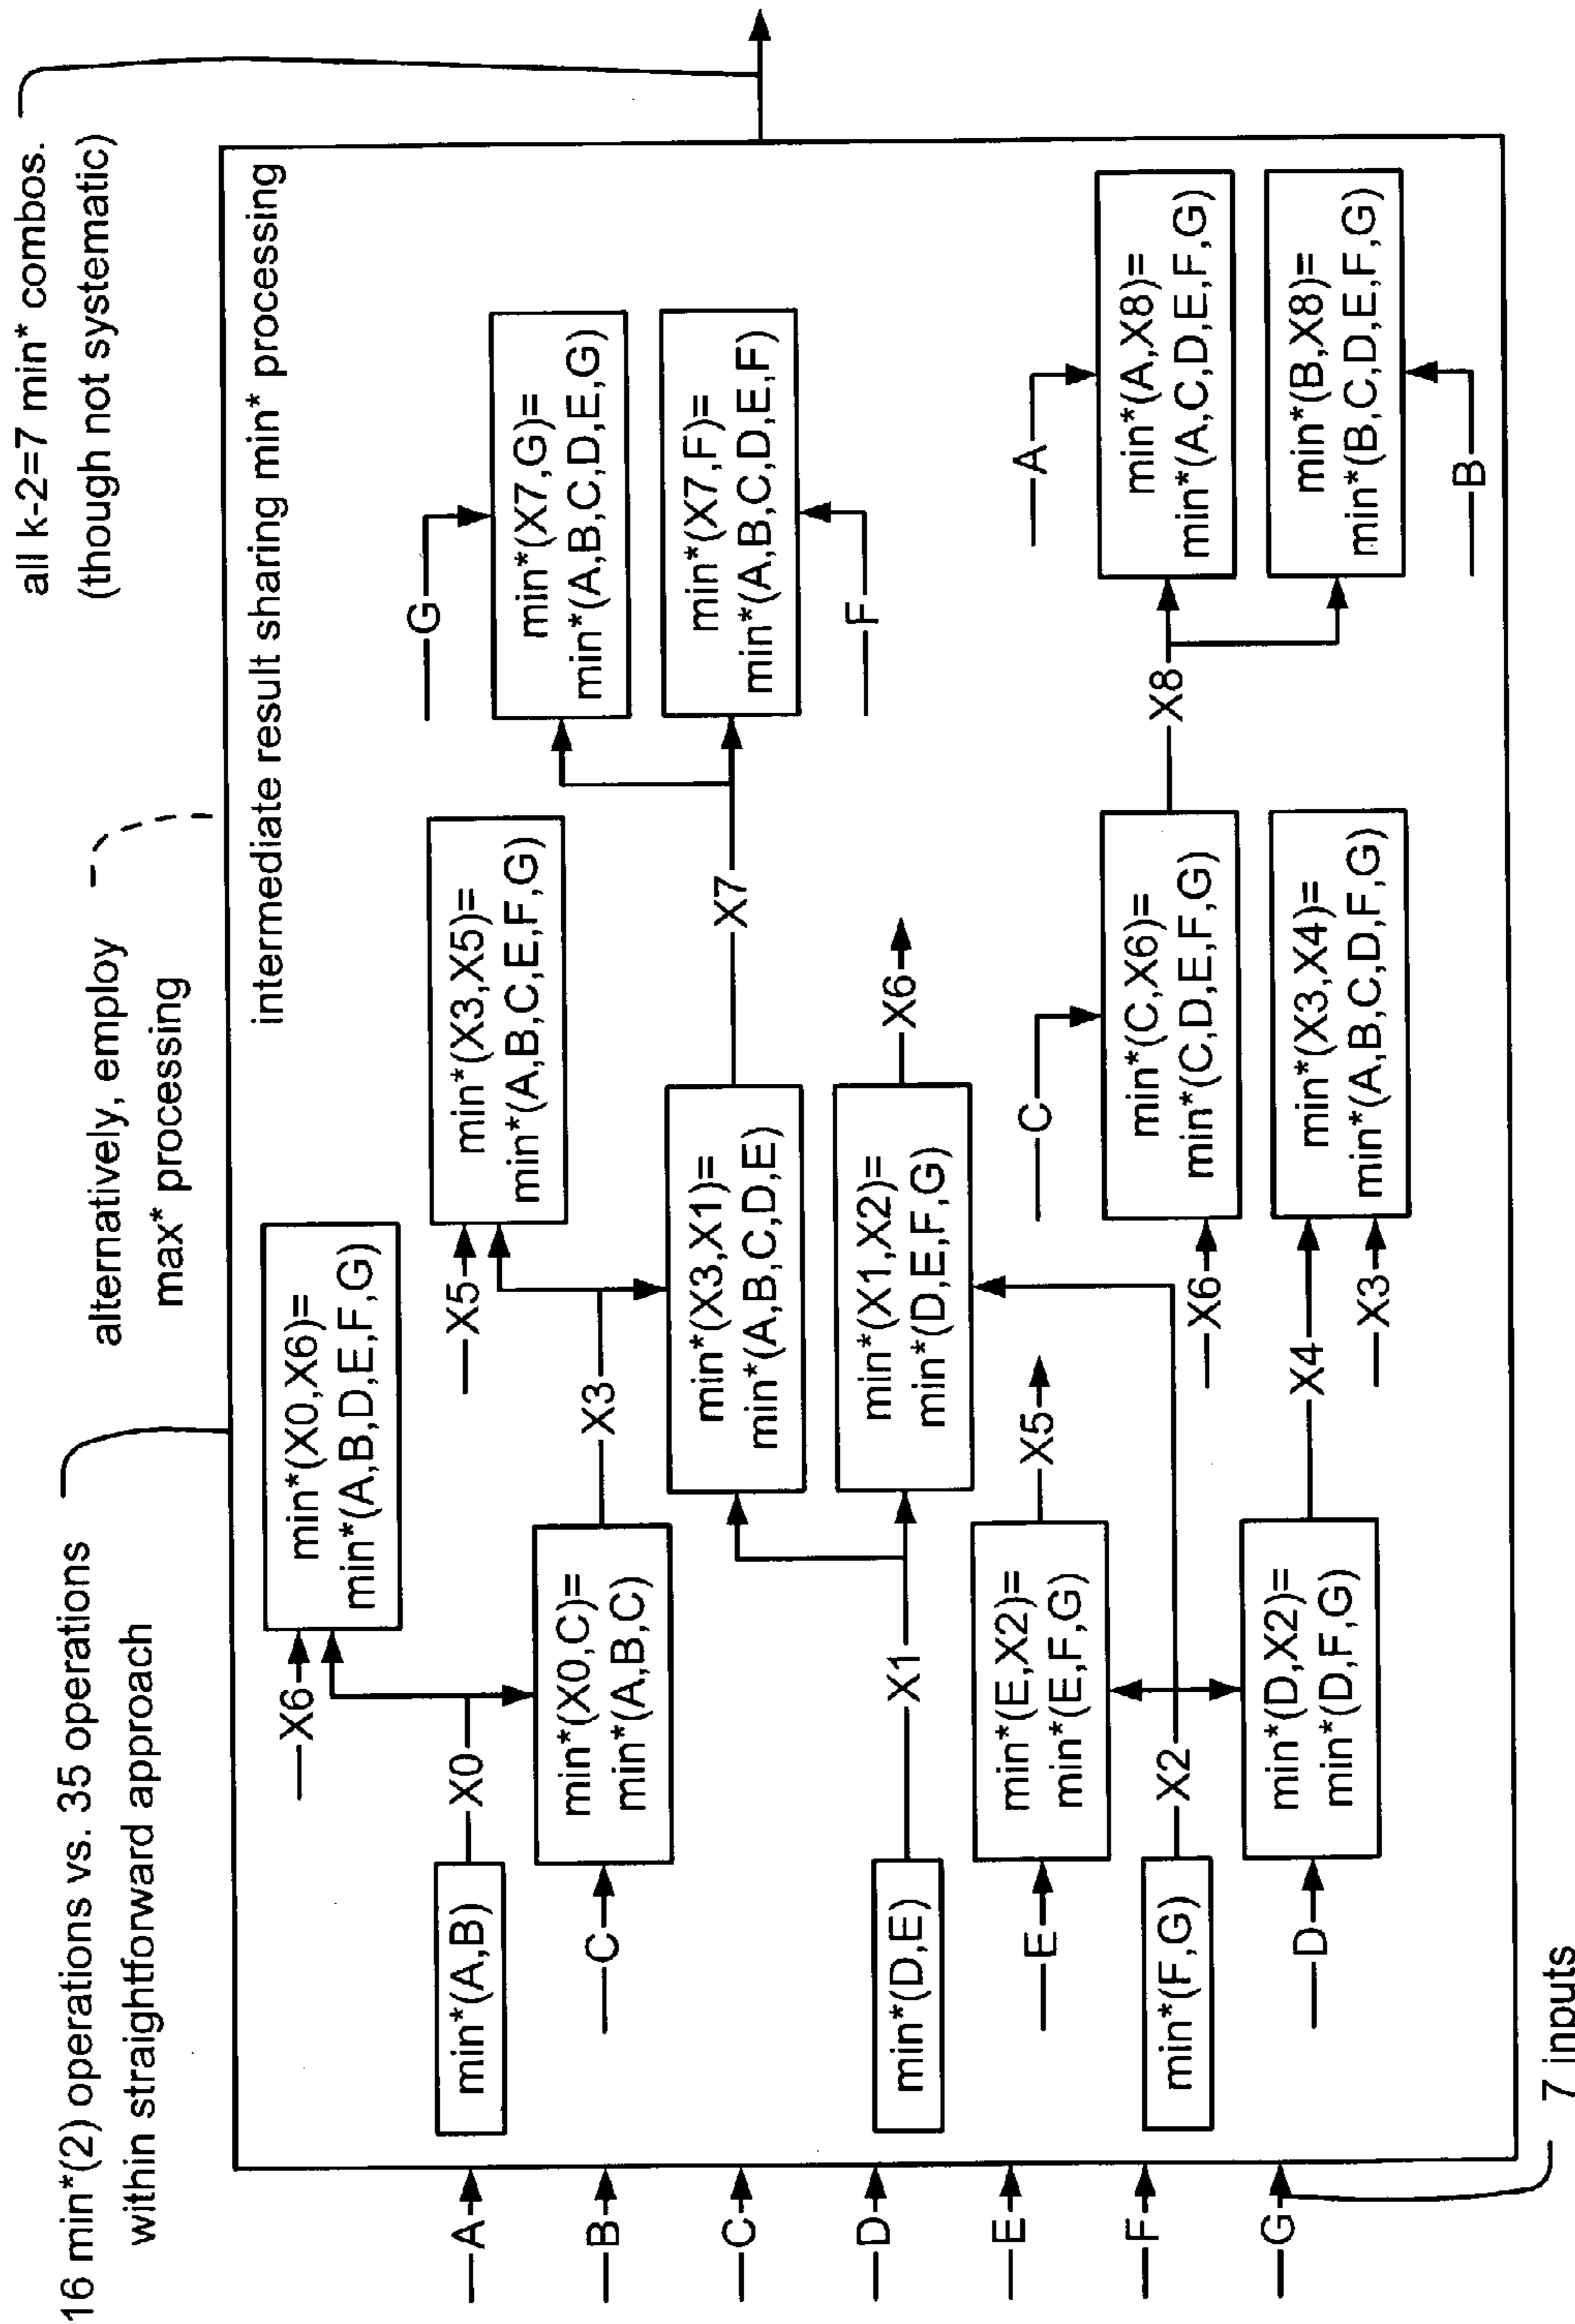 all k-2=7 min* combos.
(though not systematic)
alternatively, employ
max* processing
16 min*(2) operations vs. 35 operations
within straightforward approach
intermediate result sharing min* processing
A
B
C
D
E
F
G
7 inputs
min*(A,B)
X0
X6
min*(X0,X6)=
min*(A,B,D,E,F,G)
C
min*(X0,C)=
min*(A,B,C)
X3
X5
min*(X3,X5)=
min*(A,B,C,E,F,G)
min*(D,E)
X1
min*(X3,X1)=
min*(A,B,C,D,E)
X7
G
min*(X7,G)=
min*(A,B,C,D,E,G)
min*(X7,F)=
min*(A,B,C,D,E,F)
F
min*(X1,X2)=
min*(D,E,F,G)
X6
E
min*(E,X2)=
min*(E,F,G)
X5
min*(F,G)
X2
D
min*(D,X2)=
min*(D,F,G)
X4
C
X6
min*(C,X6)=
min*(C,D,E,F,G)
X8
X3
min*(X3,X4)=
min*(A,B,C,D,F,G)
A
min*(A,X8)=
min*(A,C,D,E,F,G)
min*(B,X8)=
min*(B,C,D,E,F,G)
B